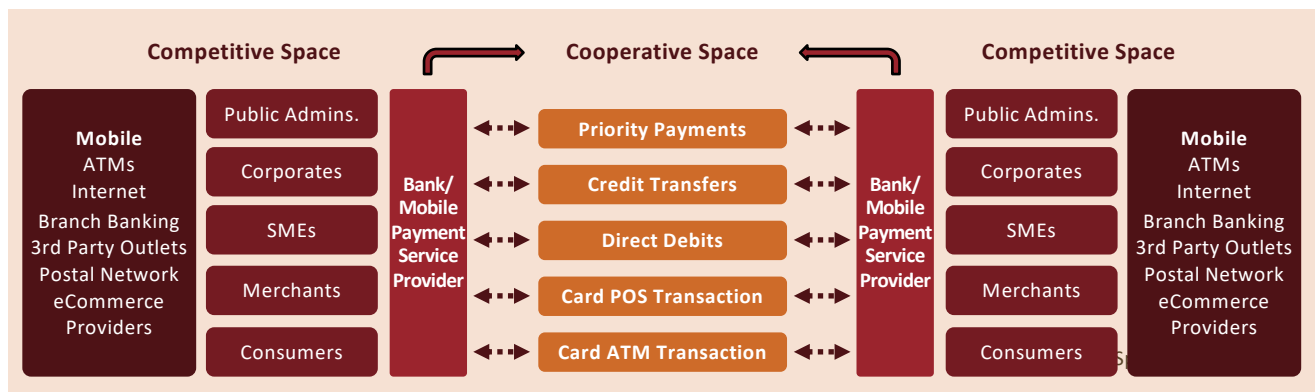 Competitive Space
Cooperative Space
Competitive Space
Mobile
ATMs
Internet
Branch Banking
3rd Party Outlets
Postal Network
eCommerce
Providers
Public Admins.
Corporates
SMEs
Merchants
Consumers
Bank/
Mobile
Payment
Service
Provider
Priority Payments
Credit Transfers
Direct Debits
Card POS Transaction
Card ATM Transaction
Bank/
Mobile
Payment
Service
Provider
Public Admins.
Corporates
SMEs
Merchants
Consumers
Mobile
ATMs
Internet
Branch Banking
3rd Party Outlets
Postal Network
eCommerce
Providers